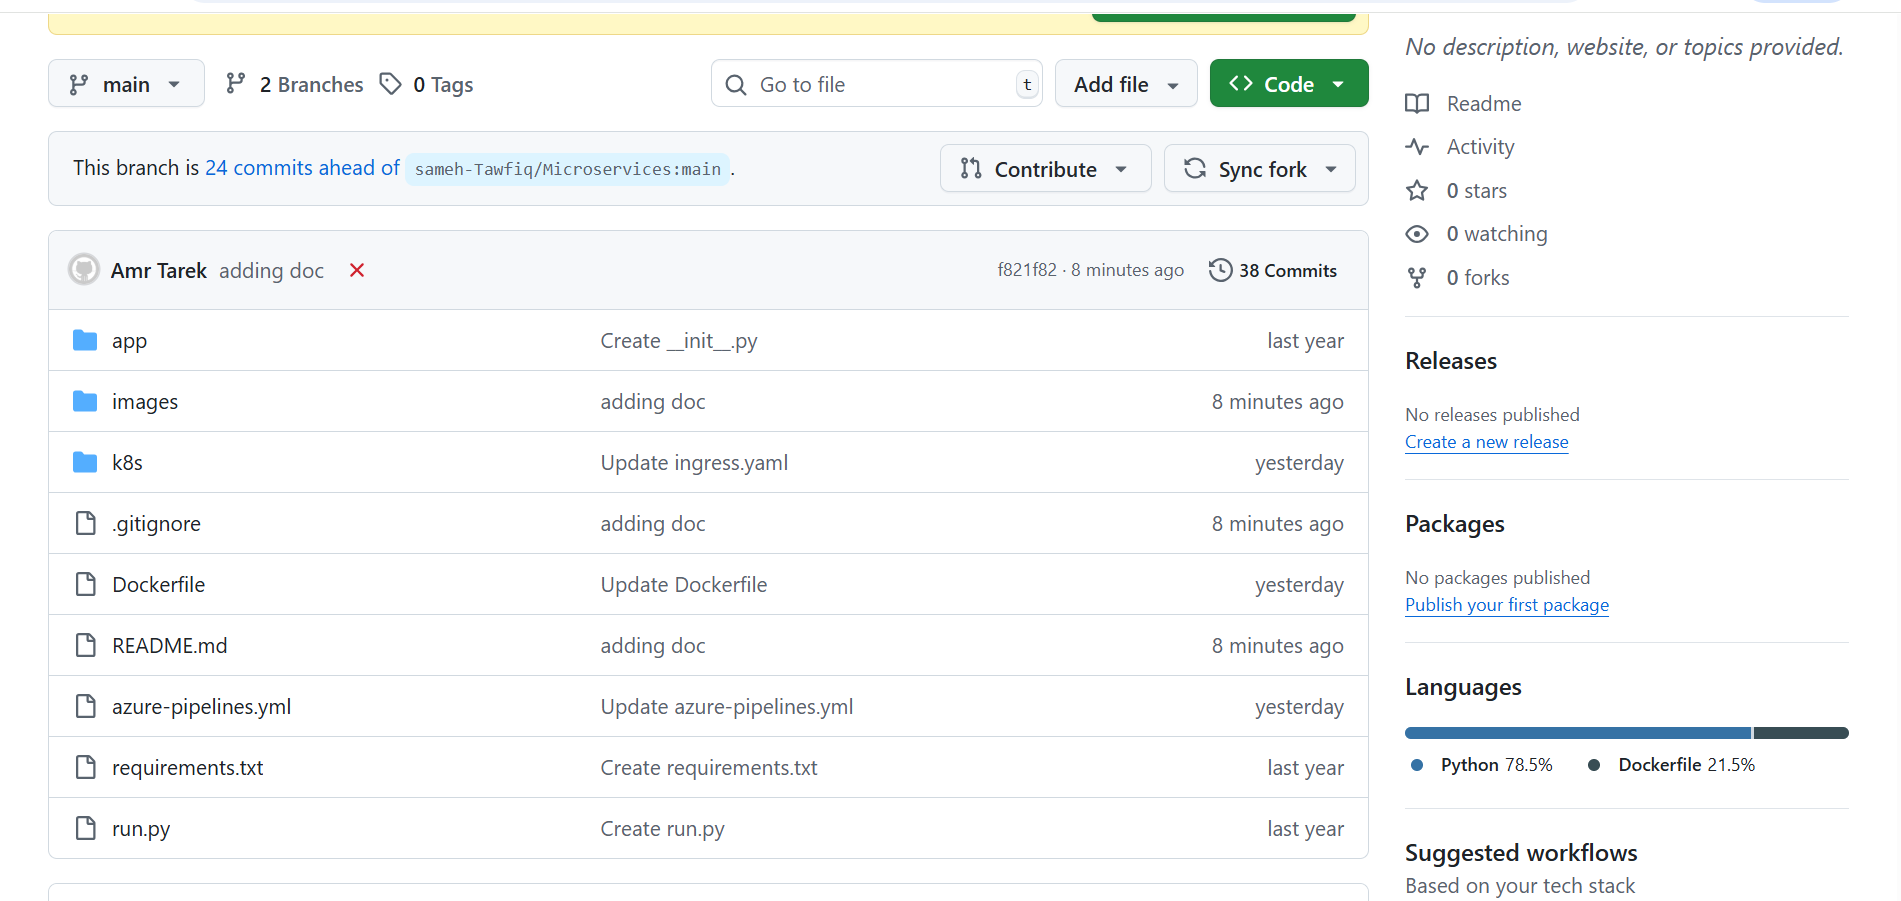 main
2 Branches
0 Tags
Go to file
t
Add file
Code
This branch is 24 commits ahead of sameh-Tawfiq/Microservices:main.
Contribute
Sync fork
Amr Tarek adding doc
f821f82 · 8 minutes ago
38 Commits
app Create __init__.py last year
images adding doc 8 minutes ago
k8s Update ingress.yaml yesterday
.gitignore adding doc 8 minutes ago
Dockerfile Update Dockerfile yesterday
README.md adding doc 8 minutes ago
azure-pipelines.yml Update azure-pipelines.yml yesterday
requirements.txt Create requirements.txt last year
run.py Create run.py last year
No description, website, or topics provided.
Readme
Activity
0 stars
0 watching
0 forks
Releases
No releases published
Create a new release
Packages
No packages published
Publish your first package
Languages
Python 78.5% Dockerfile 21.5%
Suggested workflows
Based on your tech stack